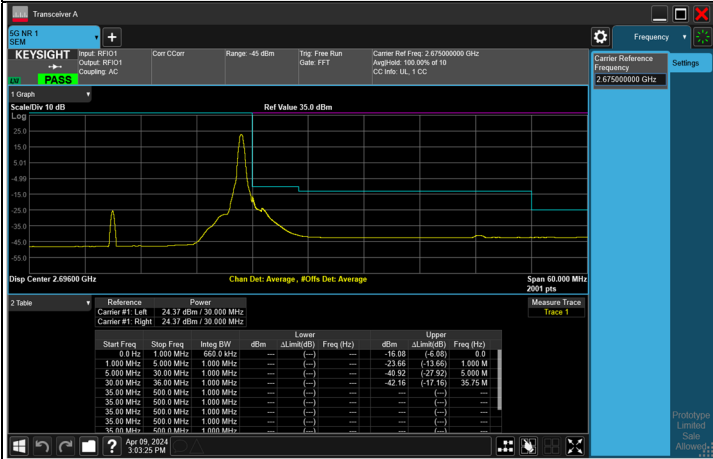 Transceiver A
5G NR 1
SEM
Frequency
KEYSIGHT
Input: RFIO1
Output: RFIO1
Coupling: AC
Corr CCorr
Range: -45 dBm
Trig: Free Run
Gate: FFT
Carrier Ref Freq: 2.675000000 GHz
Avg|Hold: 100.00% of 10
CC Info: UL, 1 CC
PASS
Carrier Reference
Frequency
2.675000000 GHz
Settings
1 Graph
Scale/Div 10 dB
Ref Value 35.0 dBm
Log
25.0
15.0
5.01
-4.99
-15.0
-25.0
-35.0
-45.0
-55.0
Disp Center 2.69600 GHz
Chan Det: Average , #Offs Det: Average
Span 60.000 MHz
2001 pts
2 Table
Reference Power
Carrier #1: Left 24.37 dBm / 30.000 MHz
Carrier #1: Right 24.37 dBm / 30.000 MHz
Measure Trace
Trace 1
Lower Upper
Start Freq Stop Freq Integ BW dBm ΔLimit(dB) Freq (Hz) dBm ΔLimit(dB) Freq (Hz)
0.0 Hz 1.000 MHz 660.0 kHz --- (---) --- -16.08 (-6.08) 0.0
1.000 MHz 5.000 MHz 1.000 MHz --- (---) --- -23.66 (-13.66) 1.000 M
5.000 MHz 30.00 MHz 1.000 MHz --- (---) --- -40.92 (-27.92) 5.000 M
30.00 MHz 36.00 MHz 1.000 MHz --- (---) --- -42.16 (-17.16) 35.75 M
35.00 MHz 500.0 MHz 1.000 MHz --- (---) --- --- (---) ---
35.00 MHz 500.0 MHz 1.000 MHz --- (---) --- --- (---) ---
35.00 MHz 500.0 MHz 1.000 MHz --- (---) --- --- (---) ---
35.00 MHz 500.0 MHz 1.000 MHz --- (---) --- --- (---) ---
35.00 MHz 500.0 MHz 1.000 MHz --- (---) --- --- (---) ---
Apr 09, 2024
3:03:25 PM
Prototype
Limited
Sale
Allowed